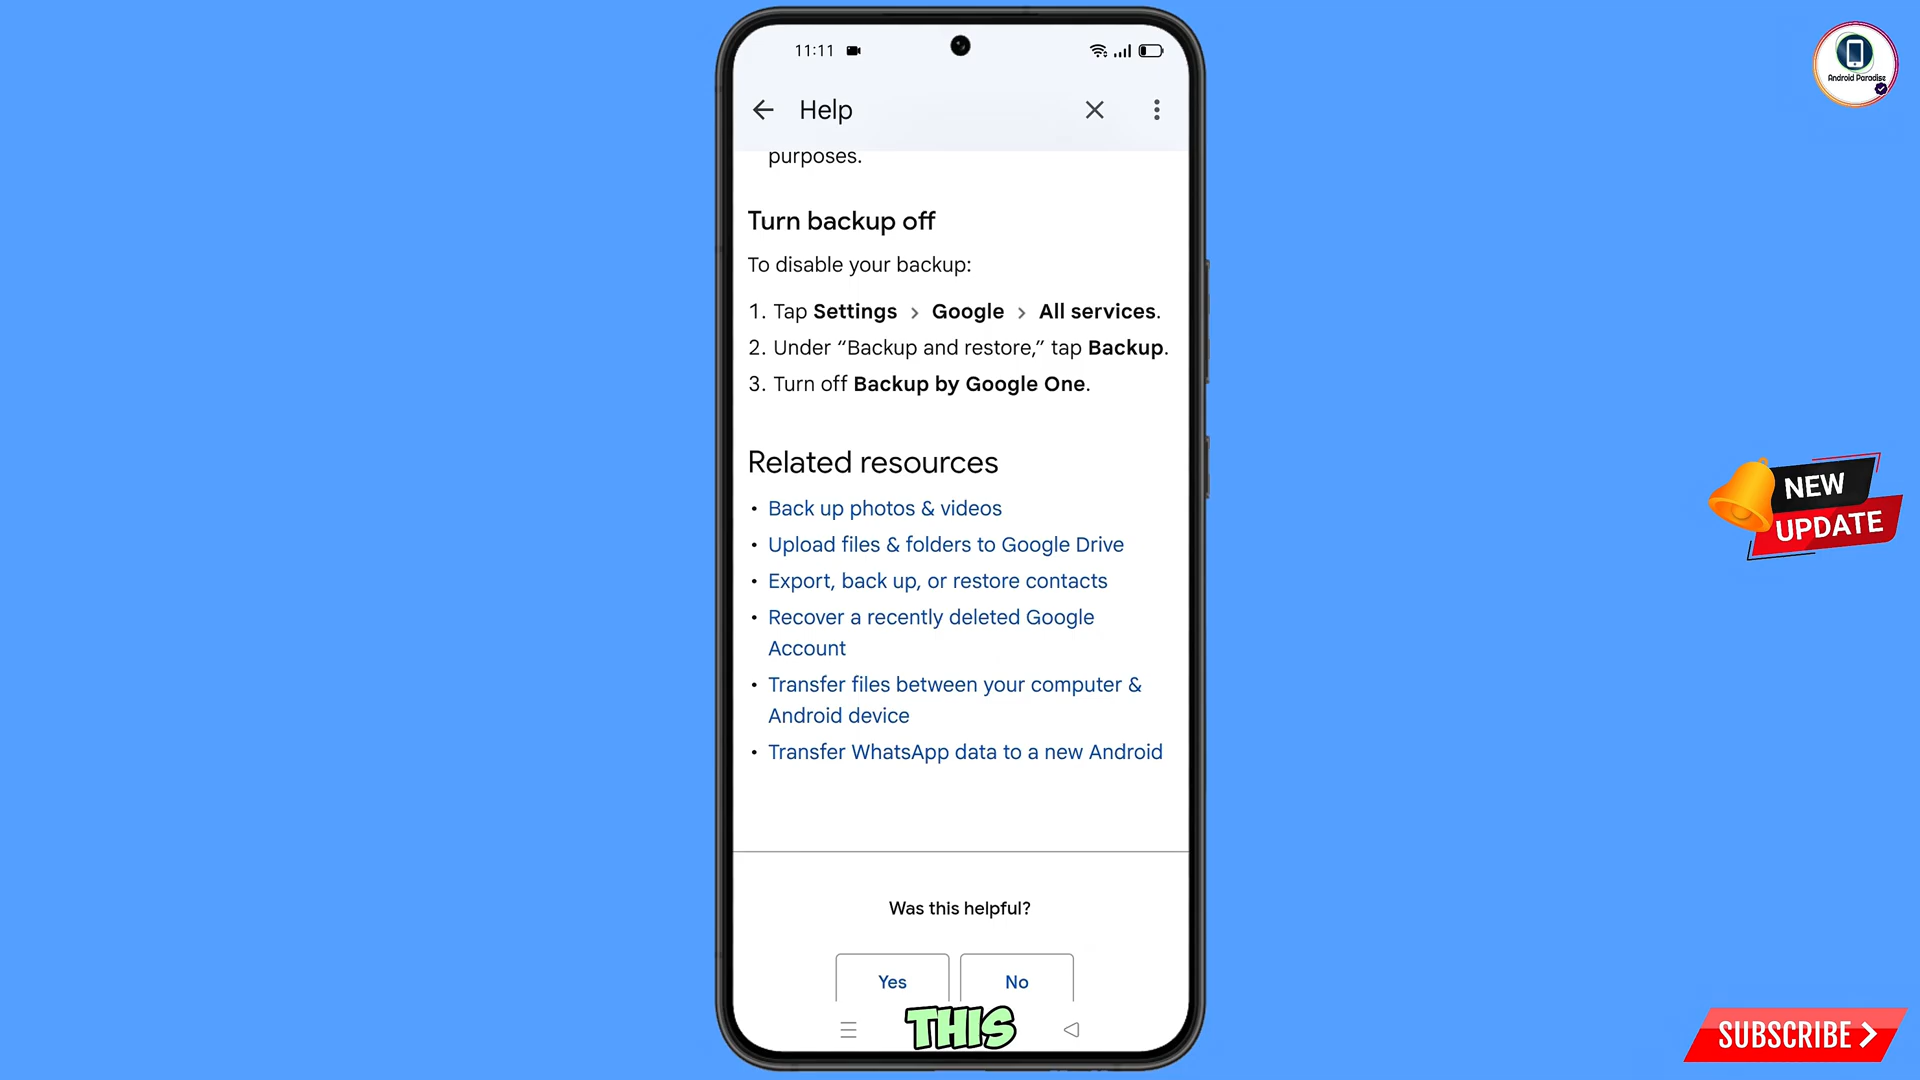 11:11
Android Paradise
Help
purposes.
Turn backup off
To disable your backup:
1. Tap Settings > Google > All services.
2. Under “Backup and restore,” tap Backup.
3. Turn off Backup by Google One.
Related resources
• Back up photos & videos
NEW
UPDATE
• Upload files & folders to Google Drive
• Export, back up, or restore contacts
• Recover a recently deleted Google
Account
• Transfer files between your computer &
Android device
• Transfer WhatsApp data to a new Android
Was this helpful?
Yes
No
THIS
SUBSCRIBE